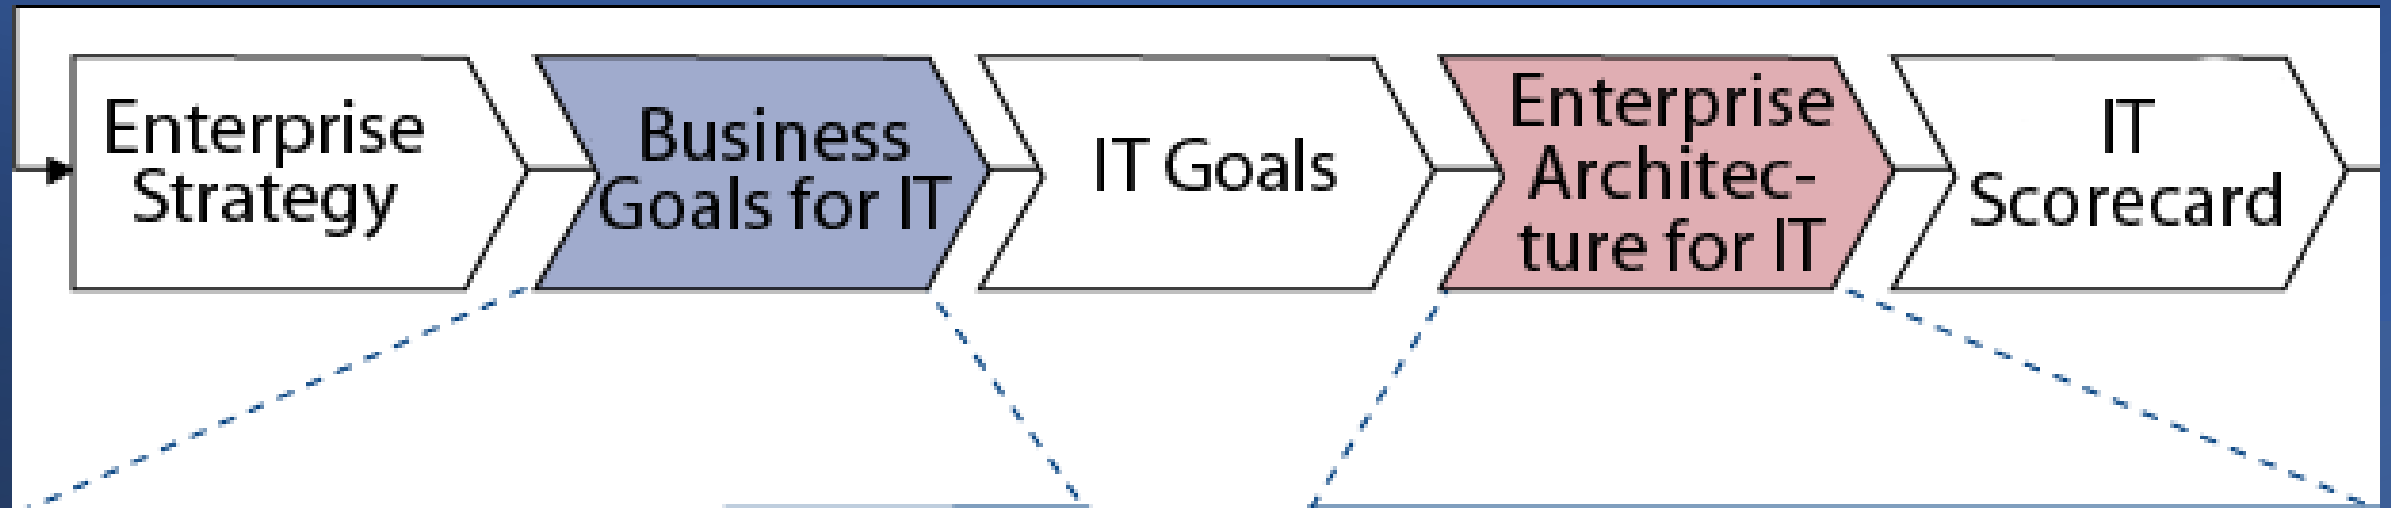 Enterprise
Strategy
Business
Goals for IT
IT Goals
Enterprise
Architec-
ture for IT
IT
Scorecard